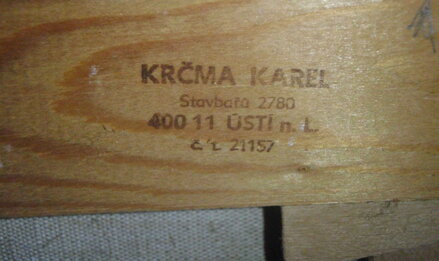 KRČMA KAREL
Stavbařů 2780
400 11 ÚSTÍ n. L.
č. ú. 21157